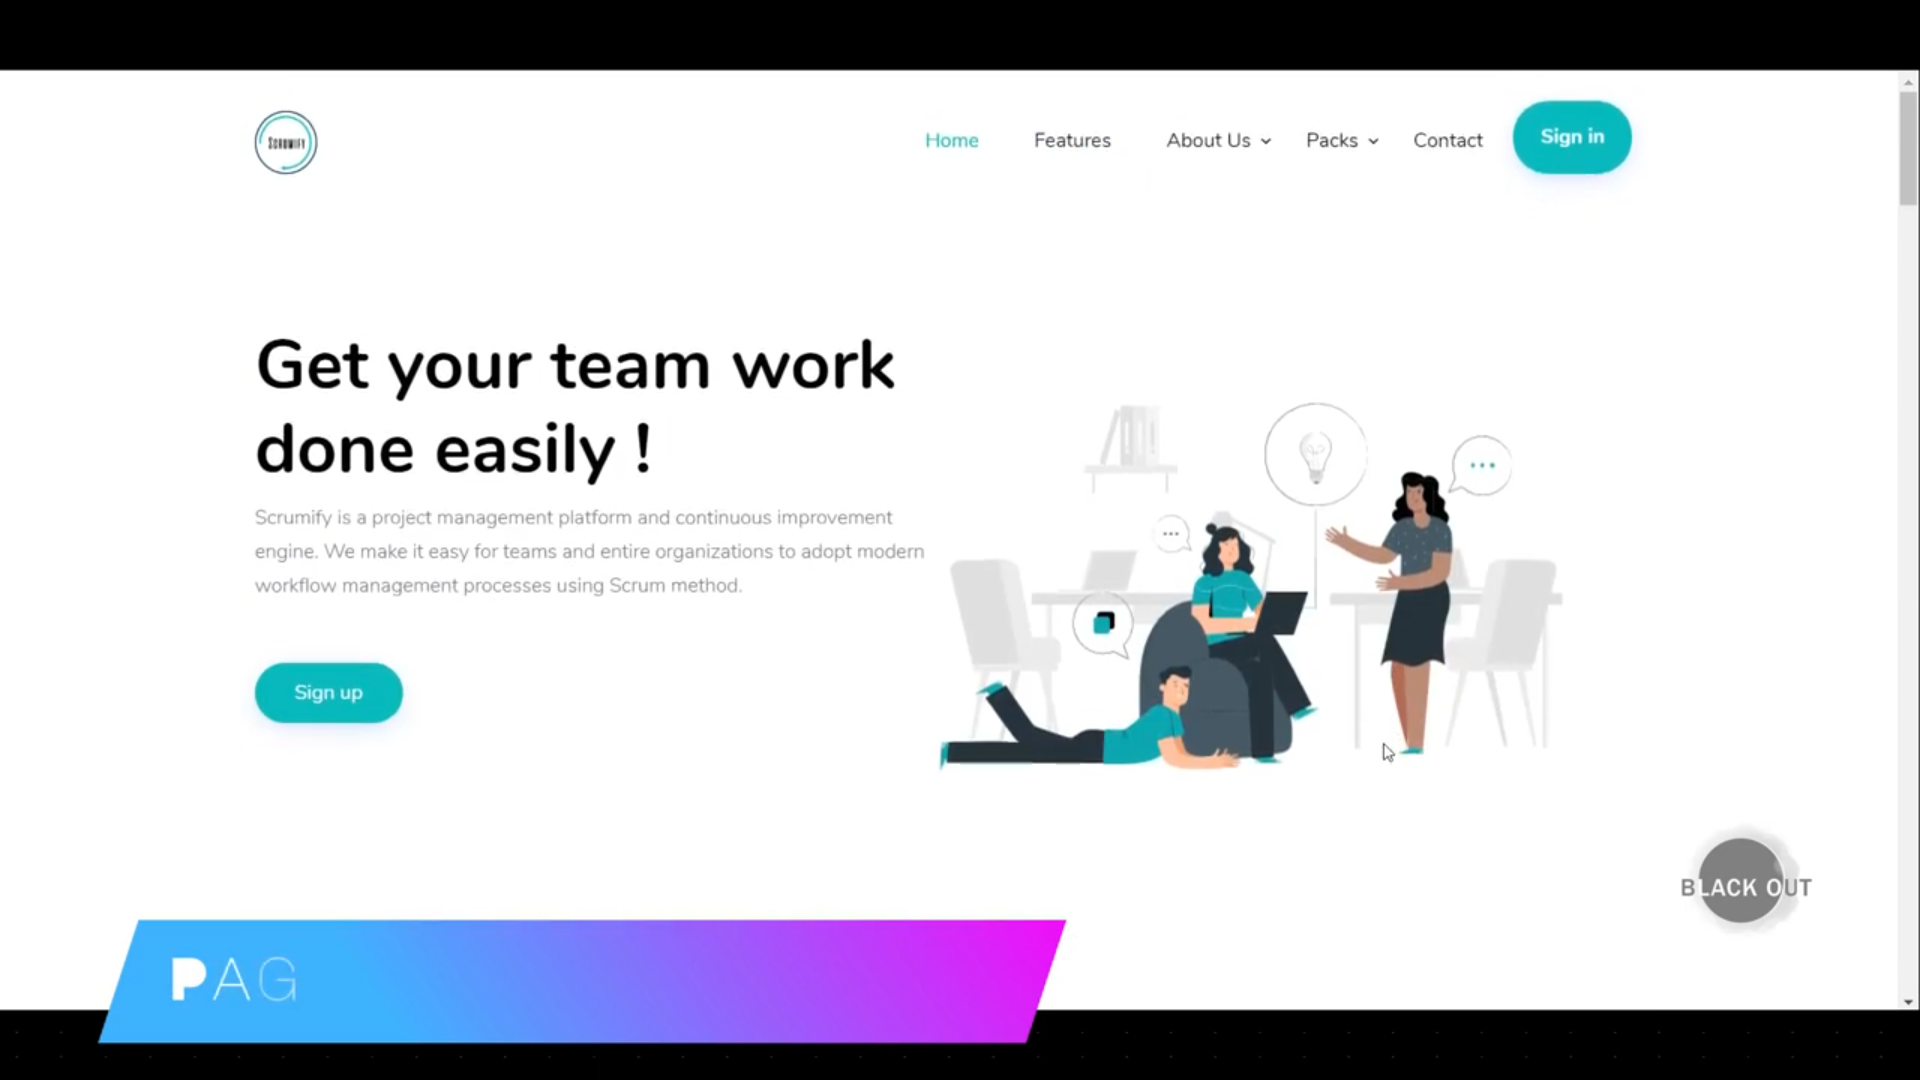 SCRUMIFY
Home Features About Us Packs Contact Sign in
Get your team work
done easily !
Scrumify is a project management platform and continuous improvement
engine. We make it easy for teams and entire organizations to adopt modern
workflow management processes using Scrum method.
Sign up
BLACK OUT
PAG